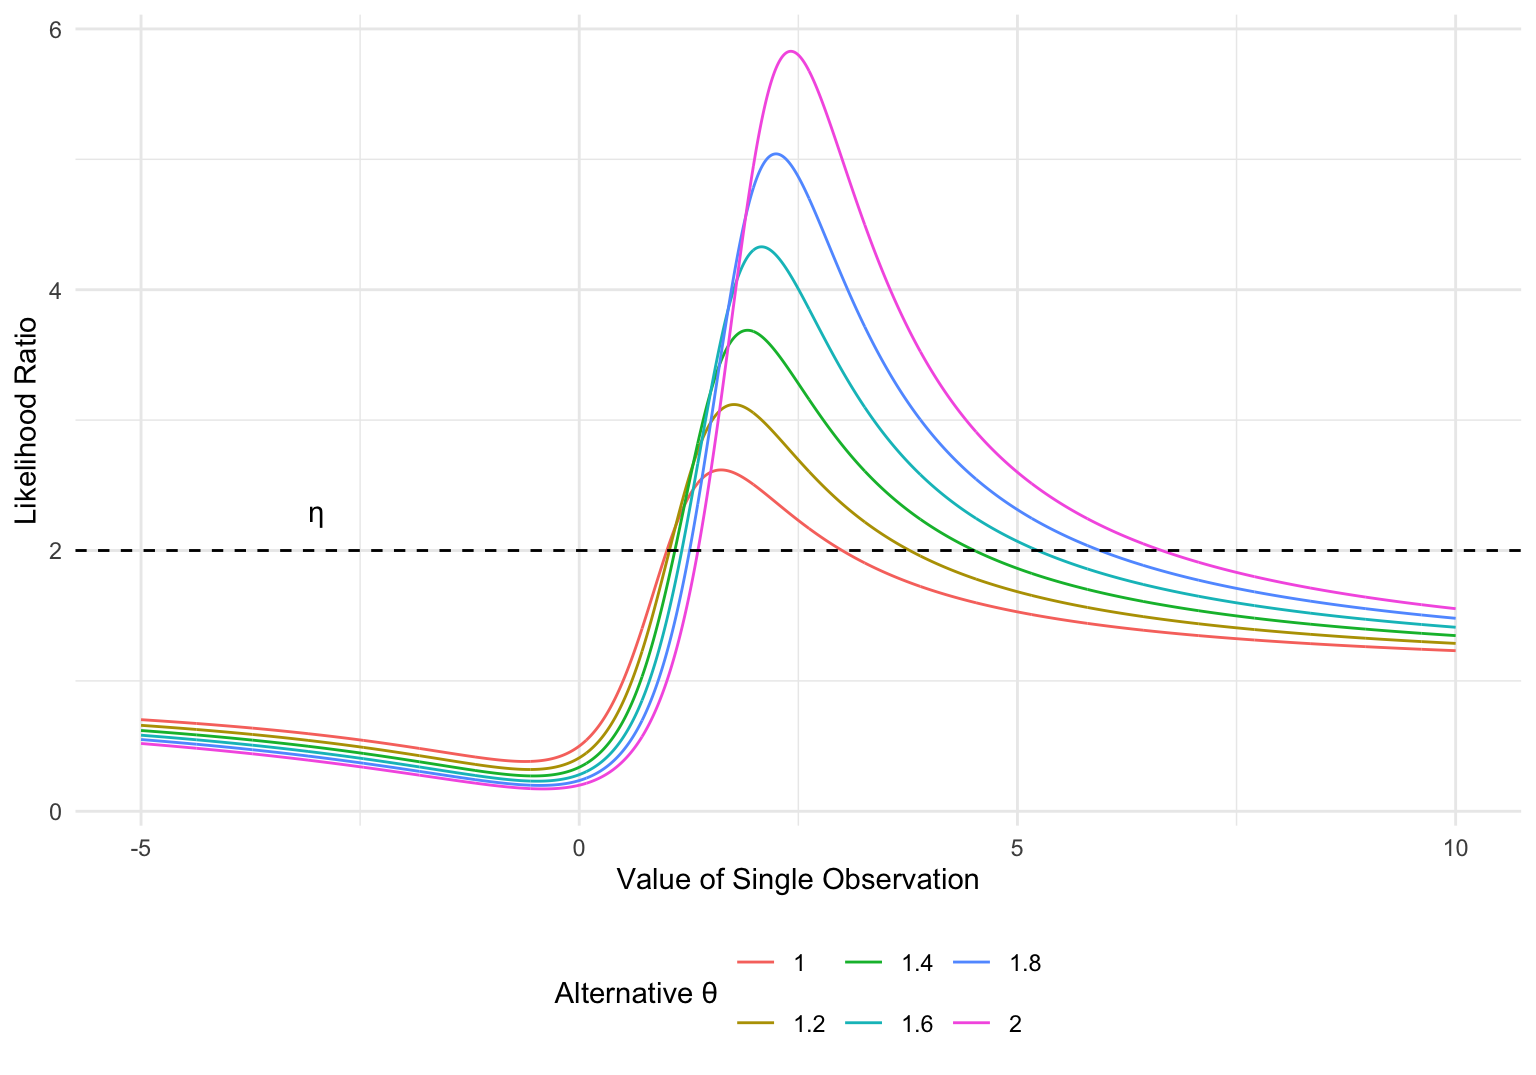 6
4
2
0
Likelihood Ratio
η
-5 0 5 10
Value of Single Observation
Alternative θ
1 1.4 1.8
1.2 1.6 2